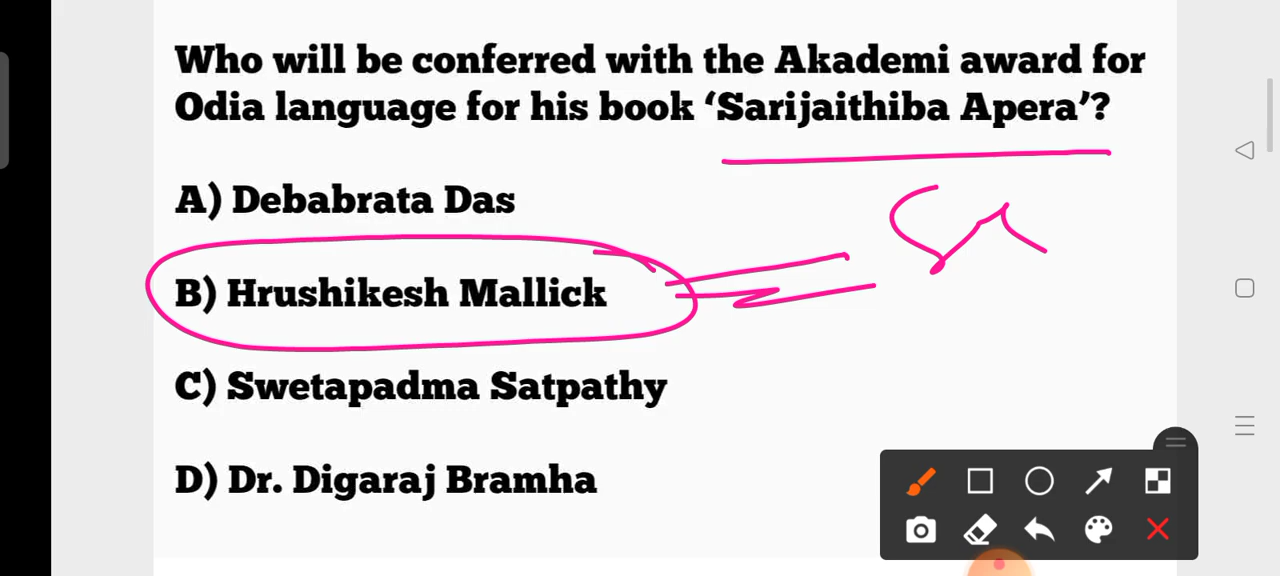 Who will be conferred with the Akademi award for
Odia language for his book ‘Sarijaithiba Apera’?
A) Debabrata Das
B) Hrushikesh Mallick
C) Swetapadma Satpathy
D) Dr. Digaraj Bramha